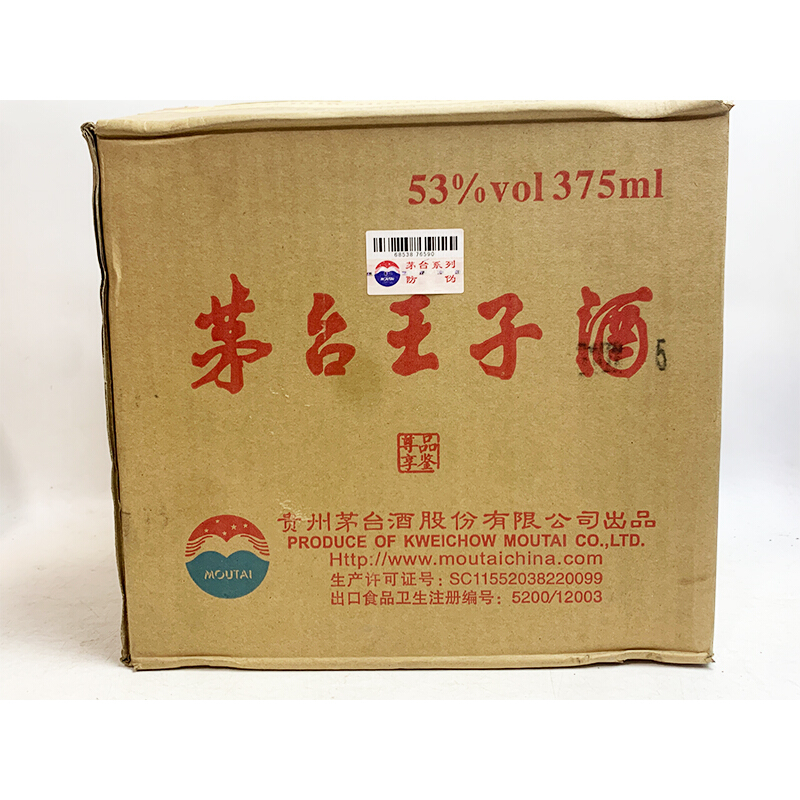 53%vol 375ml
68538 76590
茅台系列
防 伪
MOUTAI
茅台王子酒
品鉴
尊享
贵州茅台酒股份有限公司出品
PRODUCE OF KWEICHOW MOUTAI CO.,LTD.
Http://www.moutaichina.com
MOUTAI
生产许可证号：SC11552038220099
出口食品卫生注册编号：5200/12003